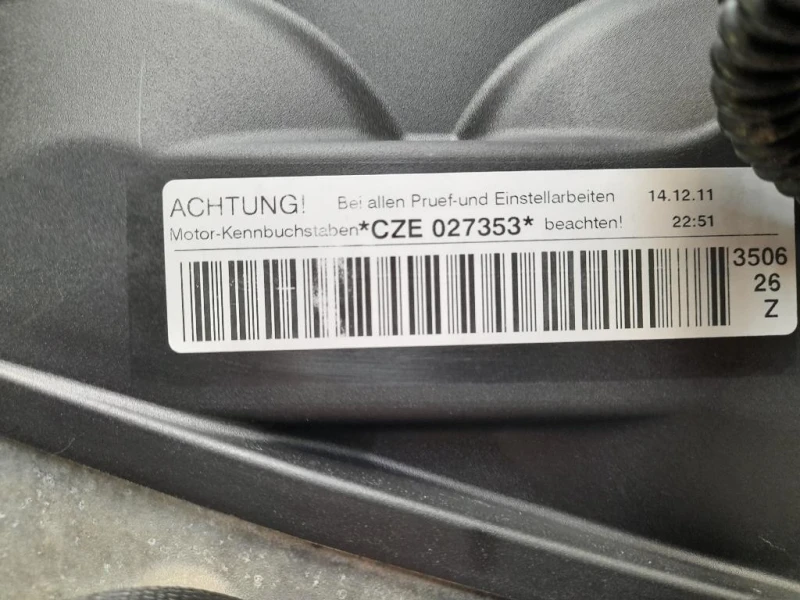 ACHTUNG! Bei allen Pruef-und Einstellarbeiten 14.12.11
Motor-Kennbuchstaben*CZE 027353* beachten! 22:51
3506
26
Z